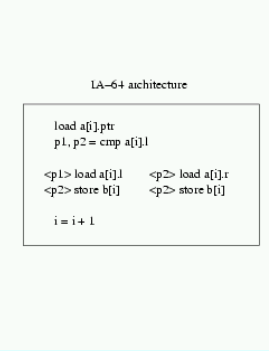 IA–64 architecture
load a[i].ptr
p1, p2 = cmp a[i].l
<p1> load a[i].l <p2> load a[i].r
<p2> store b[i] <p2> store b[i]
i = i + 1